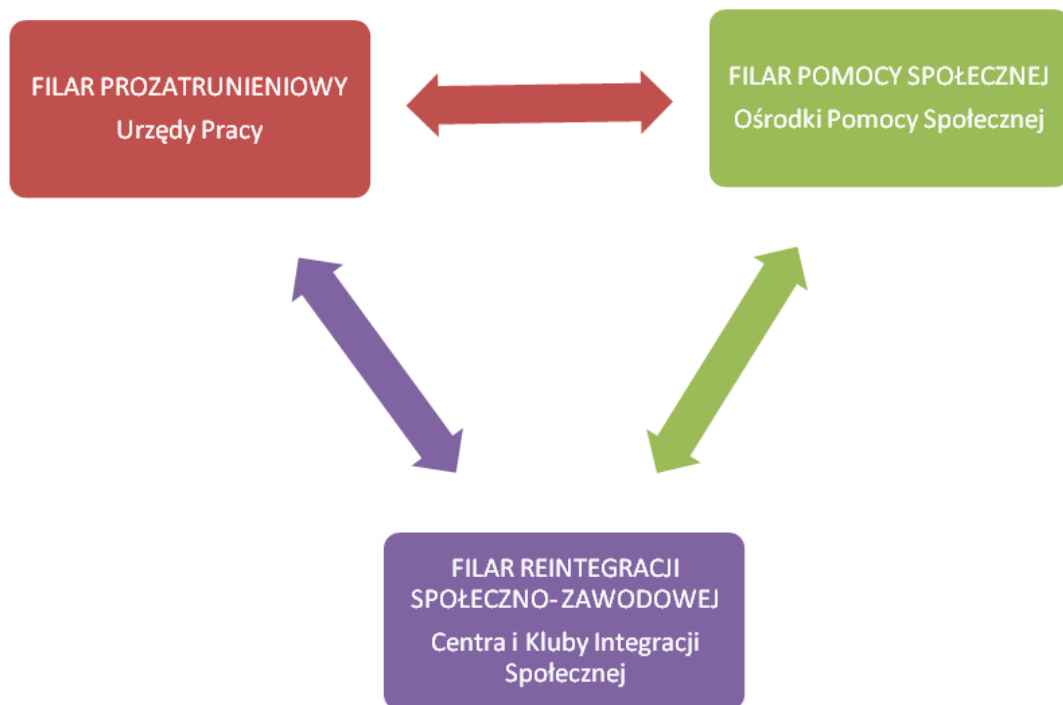 FILAR PROZATRUNIENIOWY
Urzędy Pracy
FILAR POMOCY SPOŁECZNEJ
Ośrodki Pomocy Społecznej
FILAR REINTEGRACJI
SPOŁECZNO- ZAWODOWEJ
Centra i Kluby Integracji
Społecznej